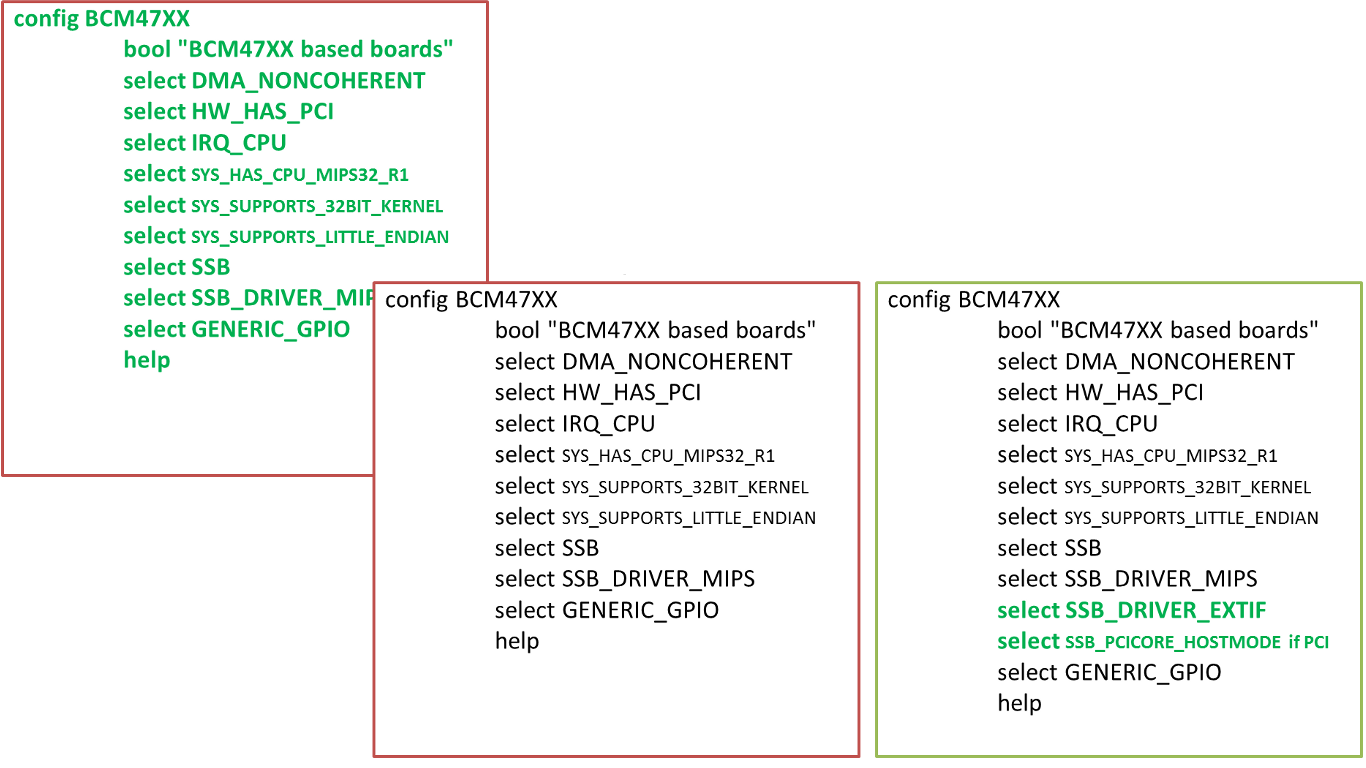 config BCM47XX
bool "BCM47XX based boards"
select DMA_NONCOHERENT
select HW_HAS_PCI
select IRQ_CPU
select SYS_HAS_CPU_MIPS32_R1
select SYS_SUPPORTS_32BIT_KERNEL
select SYS_SUPPORTS_LITTLE_ENDIAN
select SSB
select SSB_DRIVER_MIP
select GENERIC_GPIO
help
config BCM47XX
bool "BCM47XX based boards"
select DMA_NONCOHERENT
select HW_HAS_PCI
select IRQ_CPU
select SYS_HAS_CPU_MIPS32_R1
select SYS_SUPPORTS_32BIT_KERNEL
select SYS_SUPPORTS_LITTLE_ENDIAN
select SSB
select SSB_DRIVER_MIPS
select GENERIC_GPIO
help
config BCM47XX
bool "BCM47XX based boards"
select DMA_NONCOHERENT
select HW_HAS_PCI
select IRQ_CPU
select SYS_HAS_CPU_MIPS32_R1
select SYS_SUPPORTS_32BIT_KERNEL
select SYS_SUPPORTS_LITTLE_ENDIAN
select SSB
select SSB_DRIVER_MIPS
select SSB_DRIVER_EXTIF
select SSB_PCICORE_HOSTMODE if PCI
select GENERIC_GPIO
help